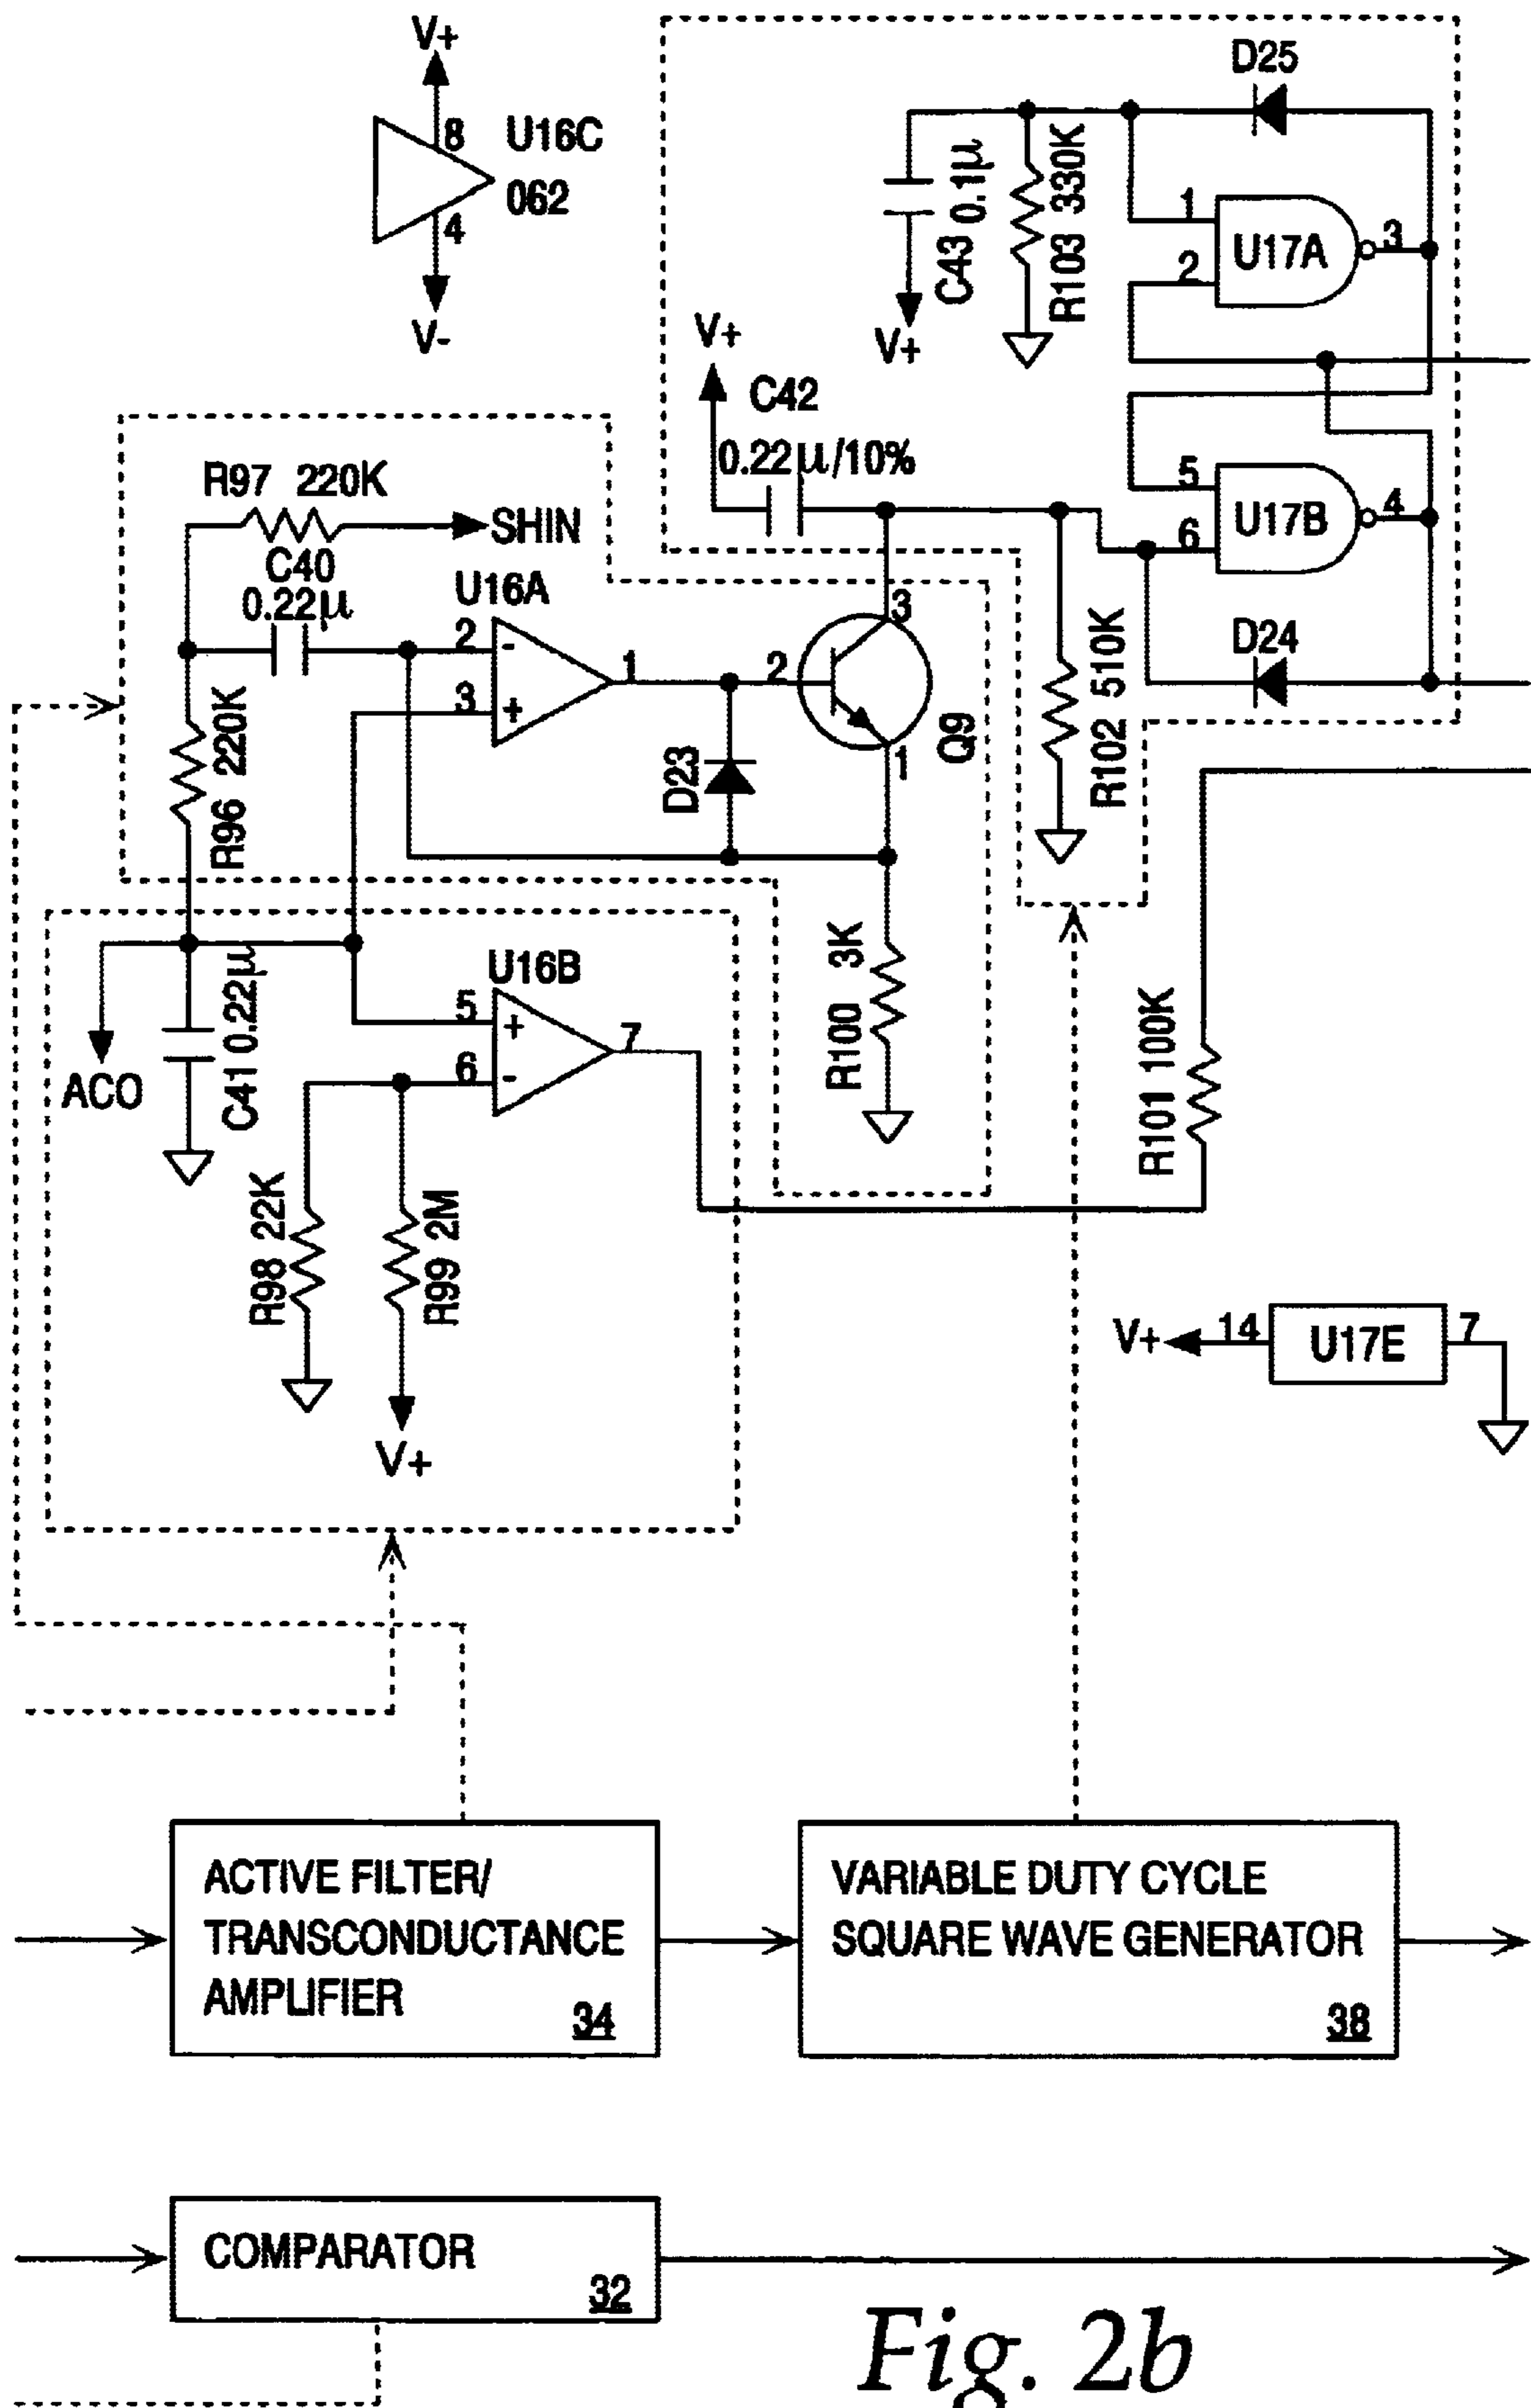 V+
8
U16C
062
4
V-
D25
C43 0.1μ
R103 330K
V+
1
2
U17A
3
V+
C42
0.22μ/10%
5
6
U17B
4
D24
R97 220K
SHIN
C40
0.22μ
U16A
2
-
3
+
1
2
3
1
Q9
D23
R96 220K
R102 510K
ACO
C41 0.22μ
U16B
5
+
6
-
7
R100 3K
R101 100K
R98 22K
R99 2M
V+
V+
14
U17E
7
ACTIVE FILTER/
TRANSCONDUCTANCE
AMPLIFIER
34
VARIABLE DUTY CYCLE
SQUARE WAVE GENERATOR
38
COMPARATOR
32
Fig. 2b